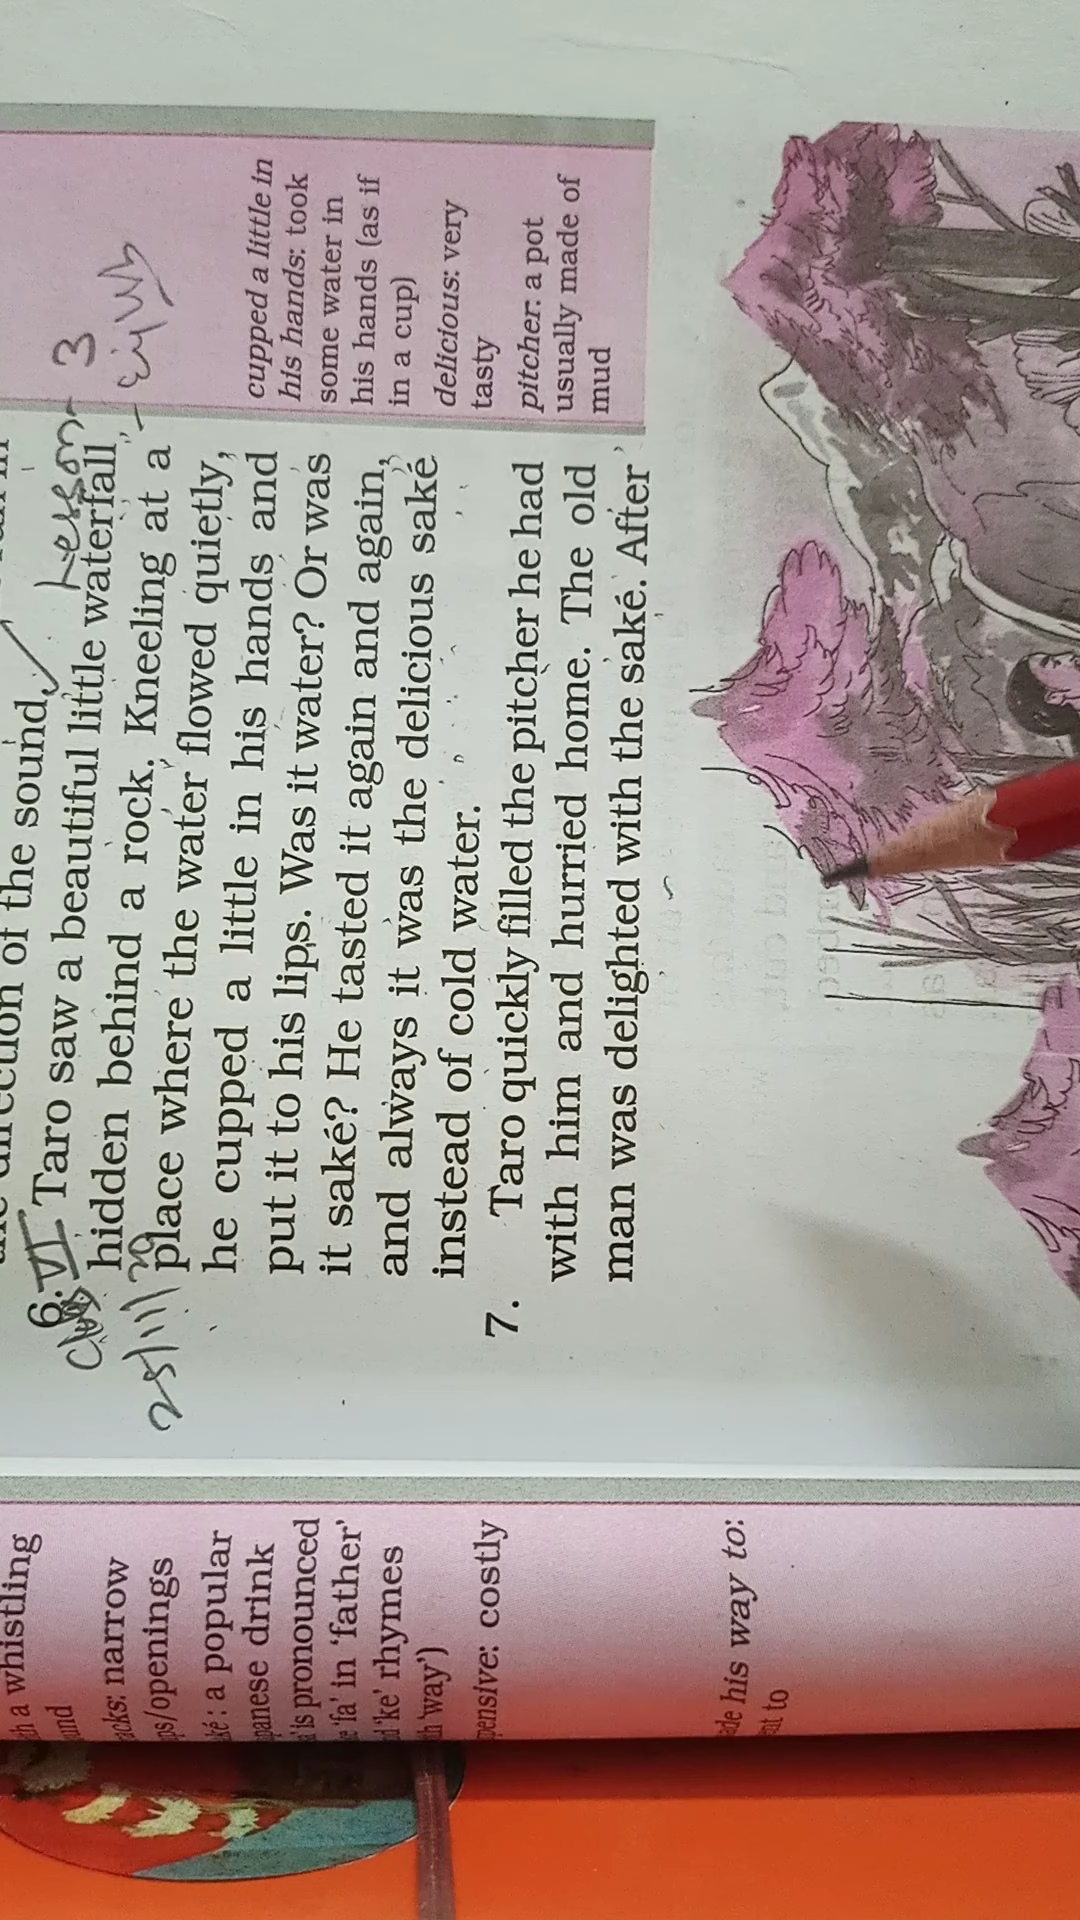 direction of the sound.
Lesson - 3
6. VI Taro saw a beautiful little waterfall
hidden behind a rock. Kneeling at a
place where the water flowed quietly,
he cupped a little in his hands and
put it to his lips. Was it water? Or was
it saké? He tasted it again and again,
and always it was the delicious saké
instead of cold water.
7. Taro quickly filled the pitcher he had
with him and hurried home. The old
man was delighted with the saké. After
cupped a little in
his hands: took
some water in
his hands (as if
in a cup)
delicious: very
tasty
pitcher: a pot
usually made of
mud
a whistling
narrow
openings
a popular
drink
is pronounced
'fa' in 'father'
'ke' rhymes
'way')
costly
his way to:
to